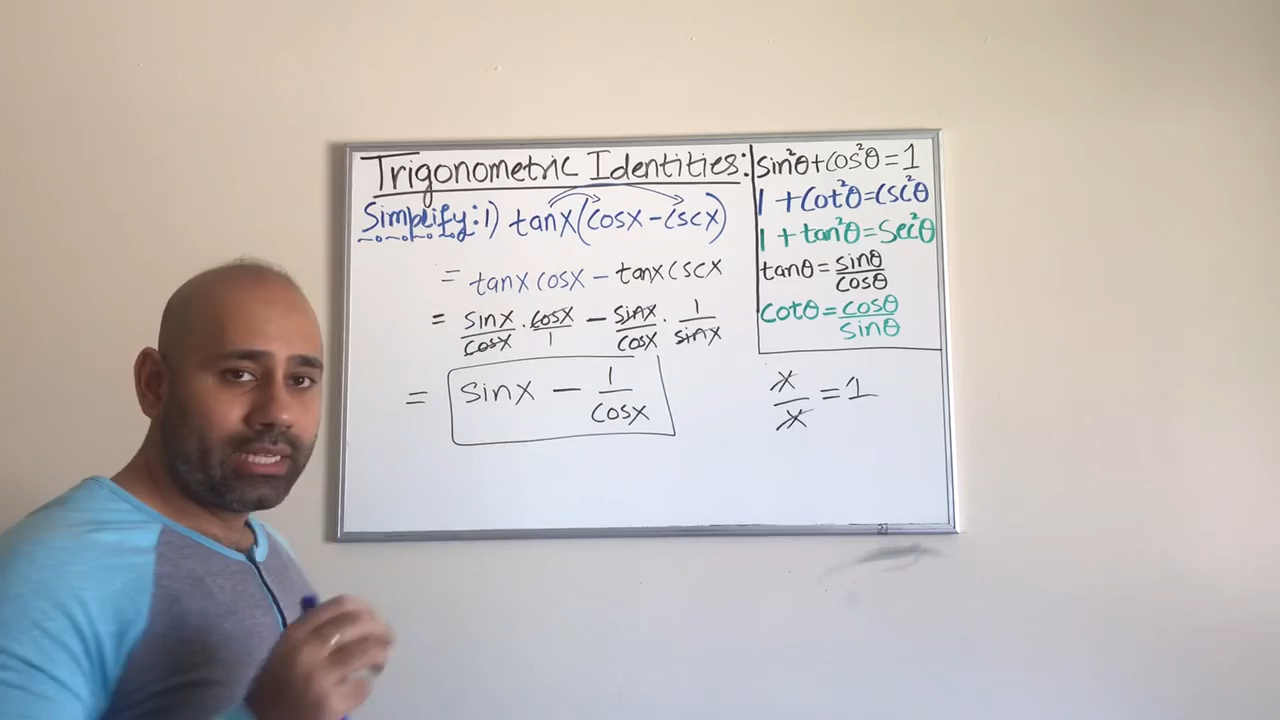 Trigonometric Identities:
Simplify: 1) tanx(cosx - cscx)
= tanx cosx - tanx cscx
= sinx/cosx · cosx/1 - sinx/cosx · 1/sinx
= sinx - 1/cosx
sin²θ+cos²θ=1
1+cot²θ=csc²θ
1+tan²θ=sec²θ
tanθ=sinθ/cosθ
cotθ=cosθ/sinθ
x/x=1